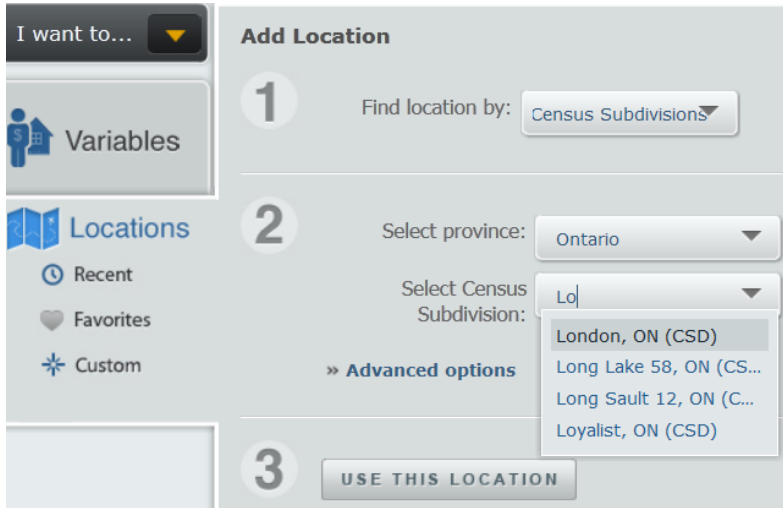 I want to...
Variables
Locations
Recent
Favorites
Custom
Add Location
1
Find location by:
Census Subdivisions
2
Select province:
Ontario
Select Census
Subdivision:
Lo
London, ON (CSD)
Long Lake 58, ON (CS...
Long Sault 12, ON (C...
Loyalist, ON (CSD)
» Advanced options
3
USE THIS LOCATION